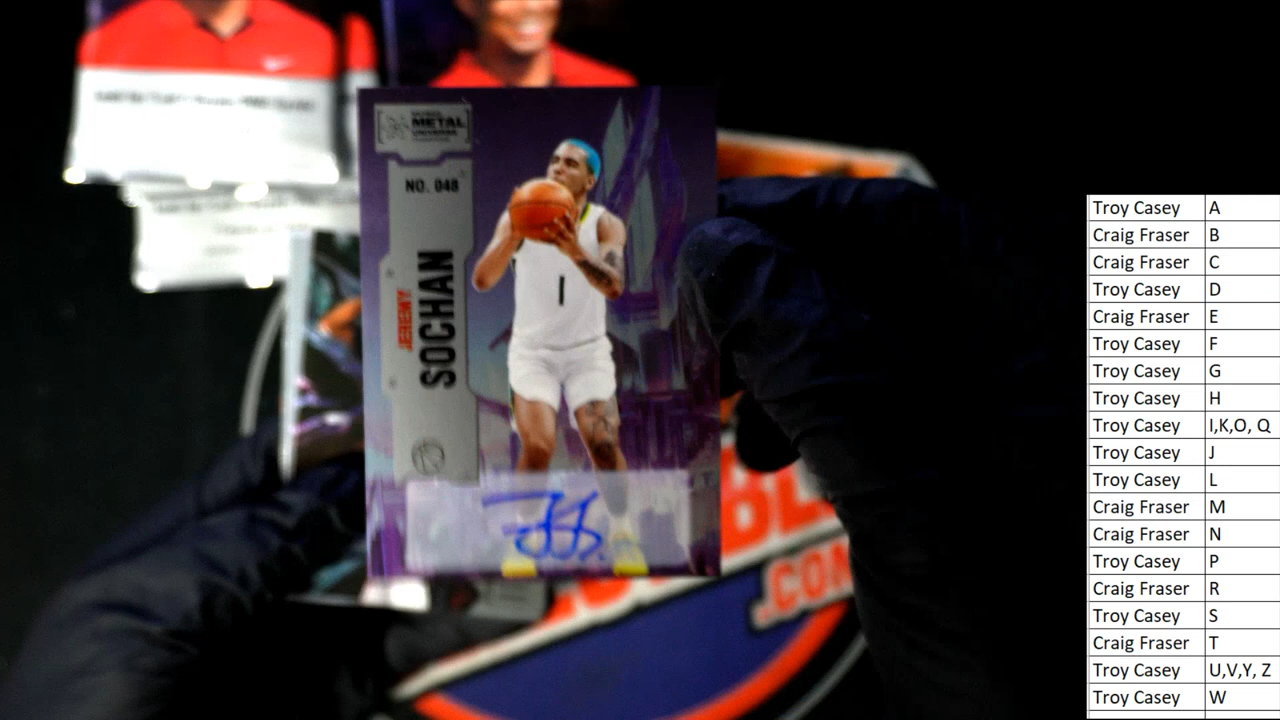 METAL
UNIVERSE
NO. 048
JEREMY
SOCHAN
1
.COM
Troy Casey A
Craig Fraser B
Craig Fraser C
Troy Casey D
Craig Fraser E
Troy Casey F
Troy Casey G
Troy Casey H
Troy Casey I,K,O, Q
Troy Casey J
Troy Casey L
Craig Fraser M
Craig Fraser N
Troy Casey P
Craig Fraser R
Troy Casey S
Craig Fraser T
Troy Casey U,V,Y, Z
Troy Casey W